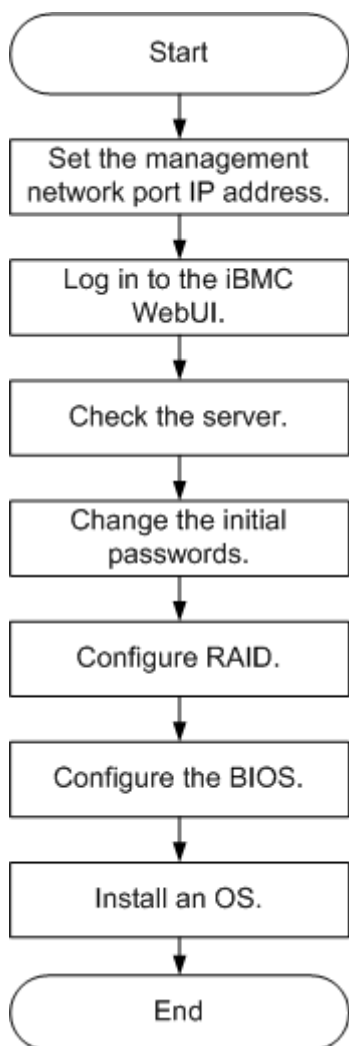 Start
Set the management
network port IP address.
Log in to the iBMC
WebUI.
Check the server.
Change the initial
passwords.
Configure RAID.
Configure the BIOS.
Install an OS.
End